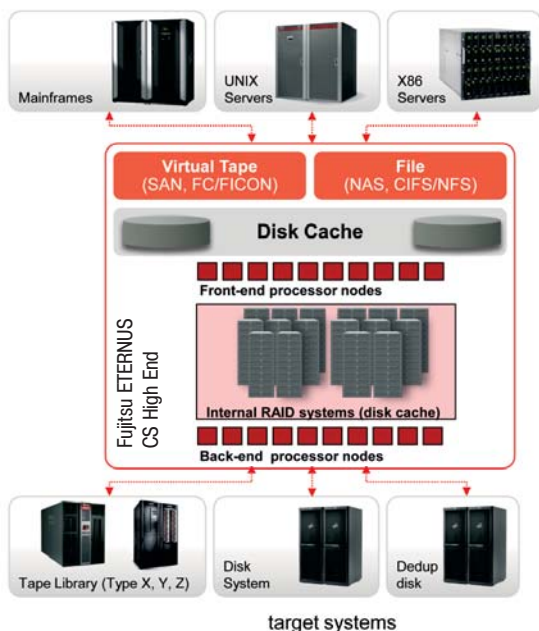 Mainframes
UNIX
Servers
X86
Servers
Virtual Tape
(SAN, FC/FICON)
File
(NAS, CIFS/NFS)
Disk Cache
Front-end processor nodes
Fujitsu ETERNUS
CS High End
Internal RAID systems (disk cache)
Back-end processor nodes
Tape Library (Type X, Y, Z)
Disk
System
Dedup
disk
target systems